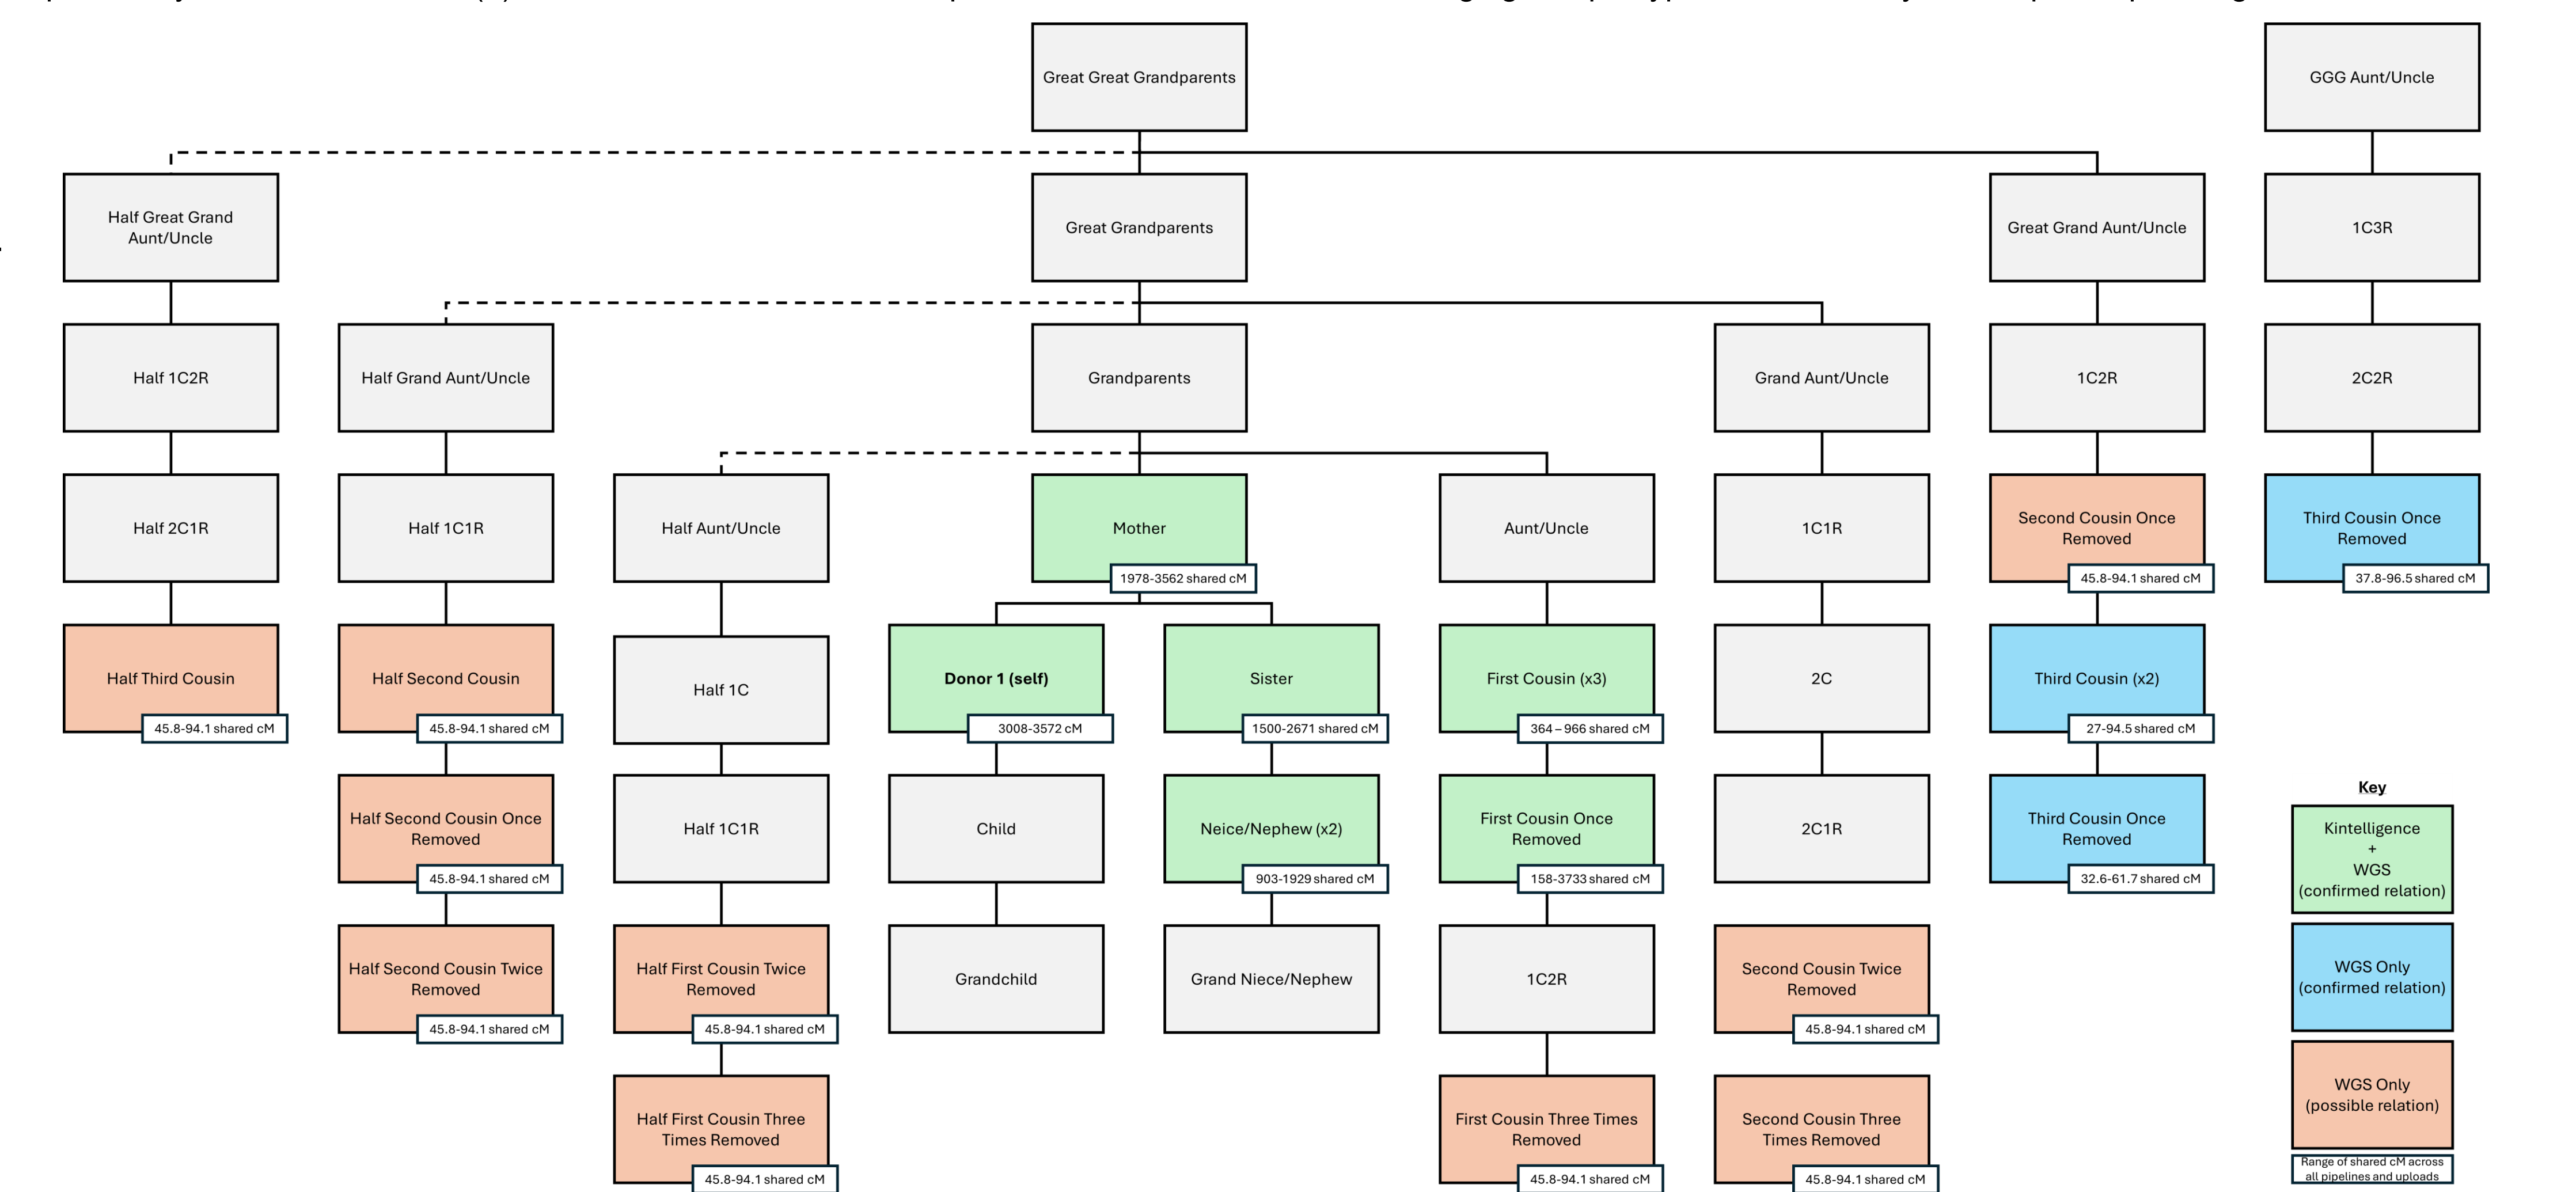 Great Great Grandparents
GGG Aunt/Uncle
Half Great Grand
Aunt/Uncle
Great Grandparents
Great Grand Aunt/Uncle
1C3R
Half 1C2R
Half Grand Aunt/Uncle
Grandparents
Grand Aunt/Uncle
1C2R
2C2R
Half 2C1R
Half 1C1R
Half Aunt/Uncle
Mother
1978-3562 shared cM
Aunt/Uncle
1C1R
Second Cousin Once
Removed
45.8-94.1 shared cM
Third Cousin Once
Removed
37.8-96.5 shared cM
Half Third Cousin
45.8-94.1 shared cM
Half Second Cousin
45.8-94.1 shared cM
Half 1C
Donor 1 (self)
3008-3572 cM
Sister
1500-2671 shared cM
First Cousin (x3)
364 – 966 shared cM
2C
Third Cousin (x2)
27-94.5 shared cM
Half Second Cousin Once
Removed
45.8-94.1 shared cM
Half 1C1R
Child
Neice/Nephew (x2)
903-1929 shared cM
First Cousin Once
Removed
158-3733 shared cM
2C1R
Third Cousin Once
Removed
32.6-61.7 shared cM
Half Second Cousin Twice
Removed
45.8-94.1 shared cM
Half First Cousin Twice
Removed
45.8-94.1 shared cM
Grandchild
Grand Niece/Nephew
1C2R
Second Cousin Twice
Removed
45.8-94.1 shared cM
Half First Cousin Three
Times Removed
45.8-94.1 shared cM
First Cousin Three Times
Removed
45.8-94.1 shared cM
Second Cousin Three
Times Removed
45.8-94.1 shared cM
Key
Kintelligence
+
WGS
(confirmed relation)
WGS Only
(confirmed relation)
WGS Only
(possible relation)
Range of shared cM across
all pipelines and uploads